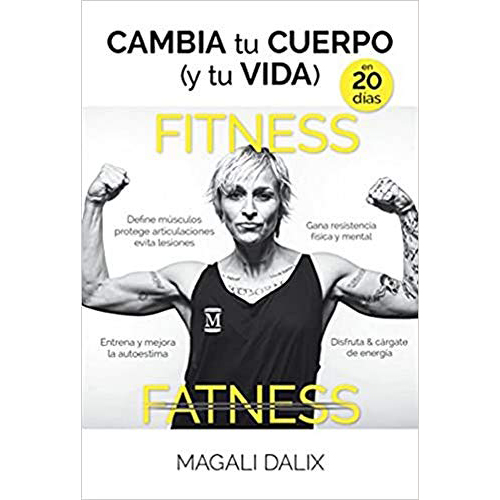 CAMBIA tu CUERPO
(y tu VIDA)
en
20
días
FITNESS
Define músculos
protege articulaciones
evita lesiones
Gana resistencia
física y mental
M
Entrena y mejora
la autoestima
Disfruta & cárgate
de energía
FATNESS
MAGALI DALIX